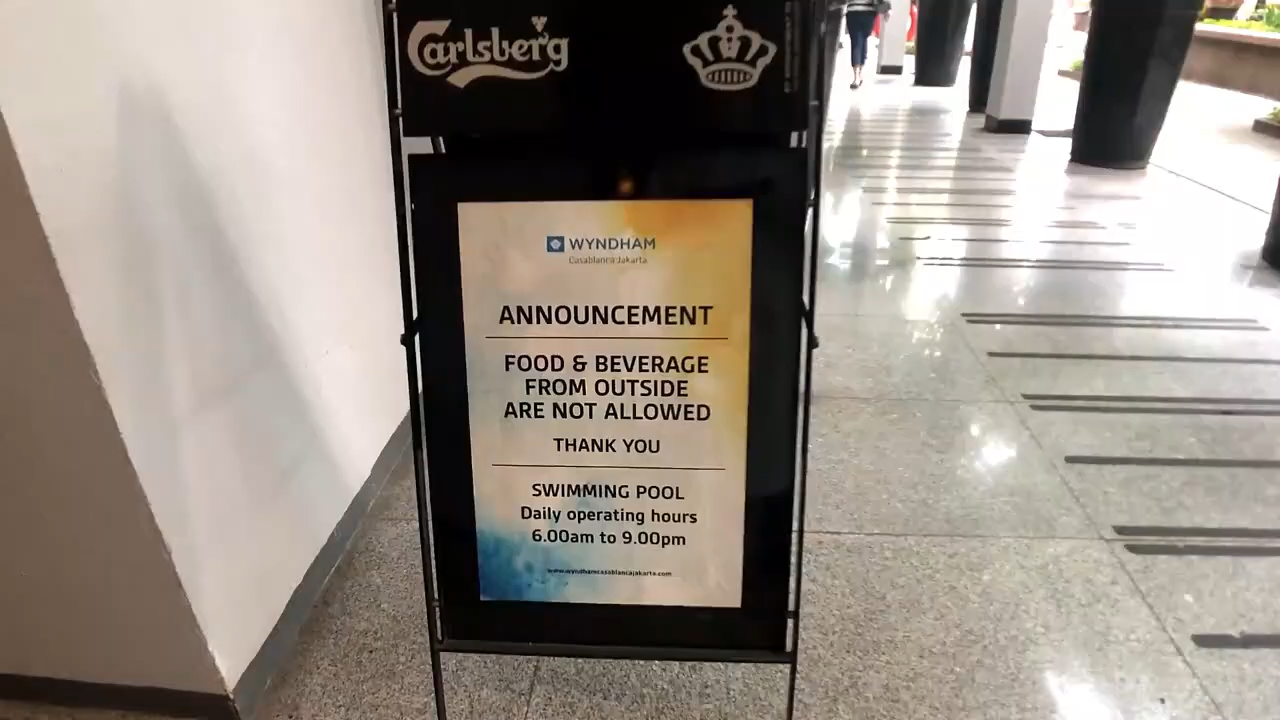 Carlsberg
WYNDHAM
Casablanca Jakarta
ANNOUNCEMENT
FOOD & BEVERAGE
FROM OUTSIDE
ARE NOT ALLOWED
THANK YOU
SWIMMING POOL
Daily operating hours
6.00am to 9.00pm
www.wyndhamcasablancajakarta.com